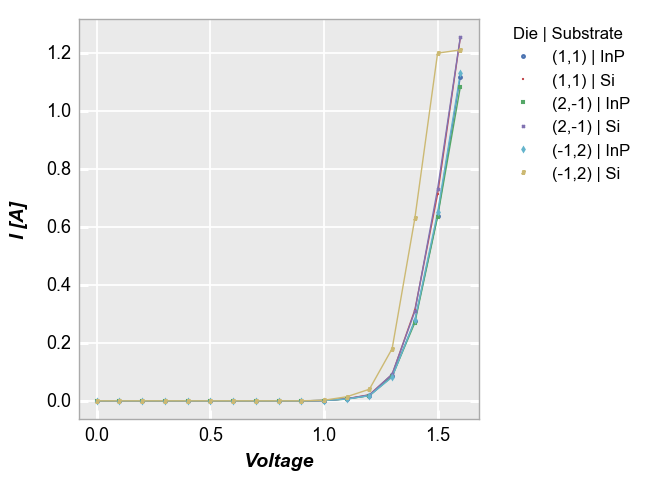 Die | Substrate
(1,1) | InP
(1,1) | Si
(2,-1) | InP
(2,-1) | Si
(-1,2) | InP
(-1,2) | Si
1.2
1.0
0.8
0.6
0.4
0.2
0.0
I [A]
0.0 0.5 1.0 1.5
Voltage